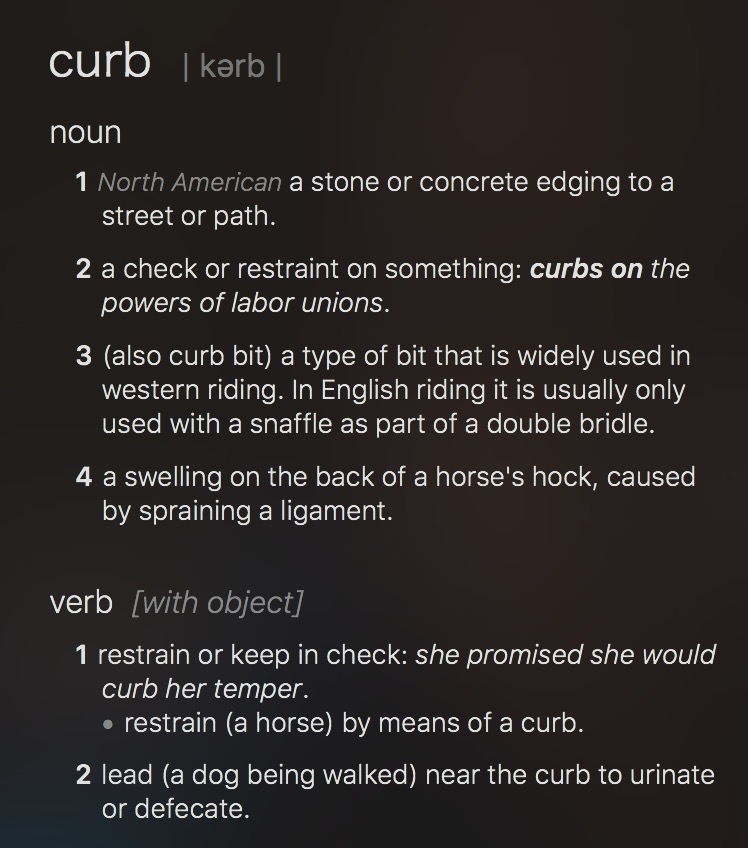 curb | kərb |
noun
1 North American a stone or concrete edging to a
street or path.
2 a check or restraint on something: curbs on the
powers of labor unions.
3 (also curb bit) a type of bit that is widely used in
western riding. In English riding it is usually only
used with a snaffle as part of a double bridle.
4 a swelling on the back of a horse's hock, caused
by spraining a ligament.
verb [with object]
1 restrain or keep in check: she promised she would
curb her temper.
• restrain (a horse) by means of a curb.
2 lead (a dog being walked) near the curb to urinate
or defecate.